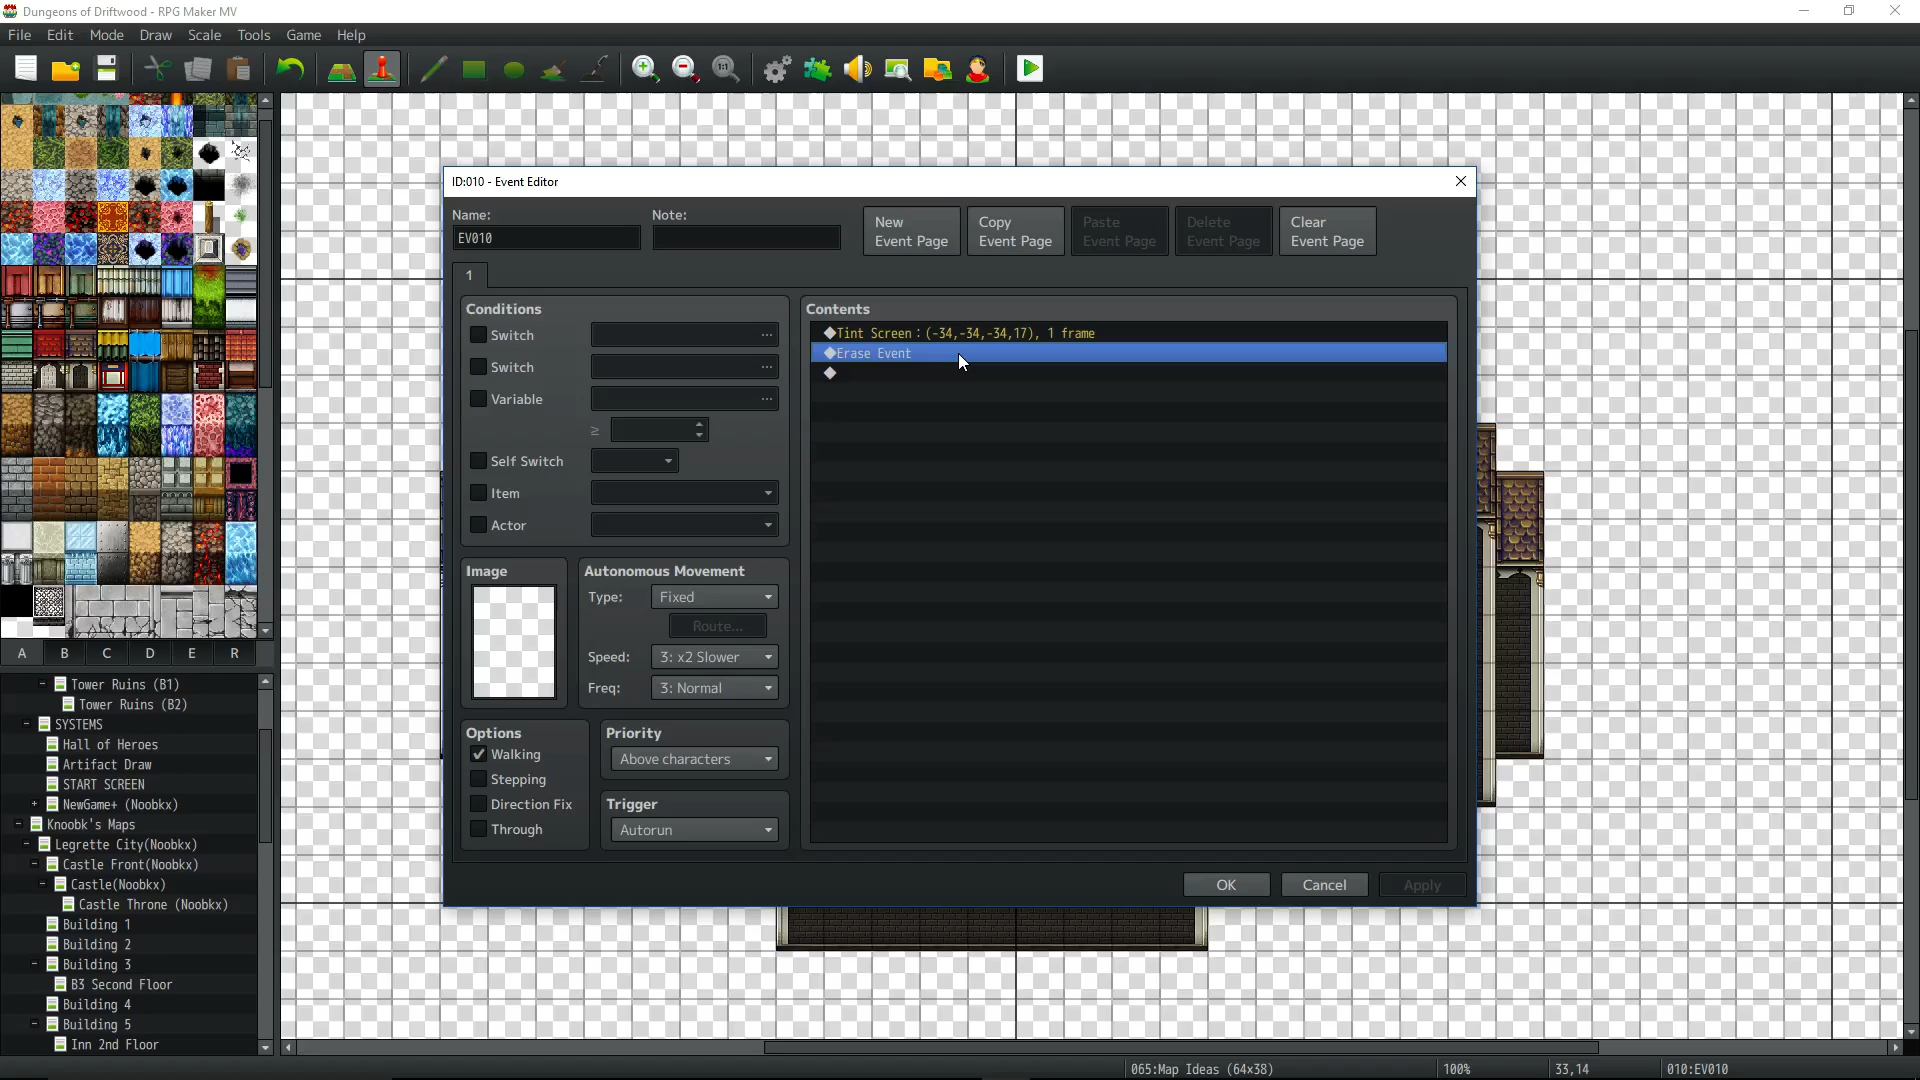 Dungeons of Driftwood - RPG Maker MV
File Edit Mode Draw Scale Tools Game Help
1:1
ID:010 - Event Editor
Name:
Note:
EV010
New Event Page
Copy Event Page
Paste Event Page
Delete Event Page
Clear Event Page
1
Conditions
Switch ...
Switch ...
Variable ...
≥
Self Switch
Item
Actor
Image
Autonomous Movement
Type: Fixed
Route...
Speed: 3: x2 Slower
Freq: 3: Normal
Options
Walking
Stepping
Direction Fix
Through
Priority
Above characters
Trigger
Autorun
Contents
◆Tint Screen : (-34,-34,-34,17), 1 frame
◆Erase Event
◆
OK Cancel Apply
A B C D E R
Tower Ruins (B1)
Tower Ruins (B2)
SYSTEMS
Hall of Heroes
Artifact Draw
START SCREEN
NewGame+ (Noobkx)
Knoobk's Maps
Legrette City(Noobkx)
Castle Front(Noobkx)
Castle(Noobkx)
Castle Throne (Noobkx)
Building 1
Building 2
Building 3
B3 Second Floor
Building 4
Building 5
Inn 2nd Floor
065:Map Ideas (64x38) 100% 33,14 010:EV010